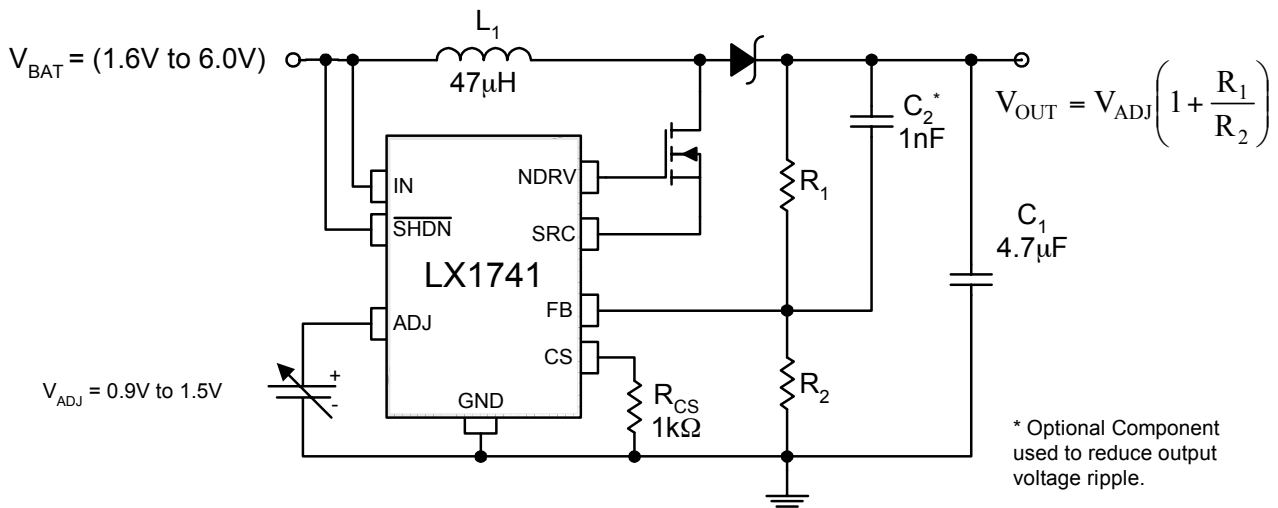 L1
VBAT = (1.6V to 6.0V)
47μH
VOUT = VADJ(1 + R1/R2)
C2*
1nF
IN
NDRV
SHDN
SRC
R1
C1
4.7μF
LX1741
FB
ADJ
CS
VADJ = 0.9V to 1.5V
+
-
GND
RCS
1kΩ
R2
* Optional Component
used to reduce output
voltage ripple.